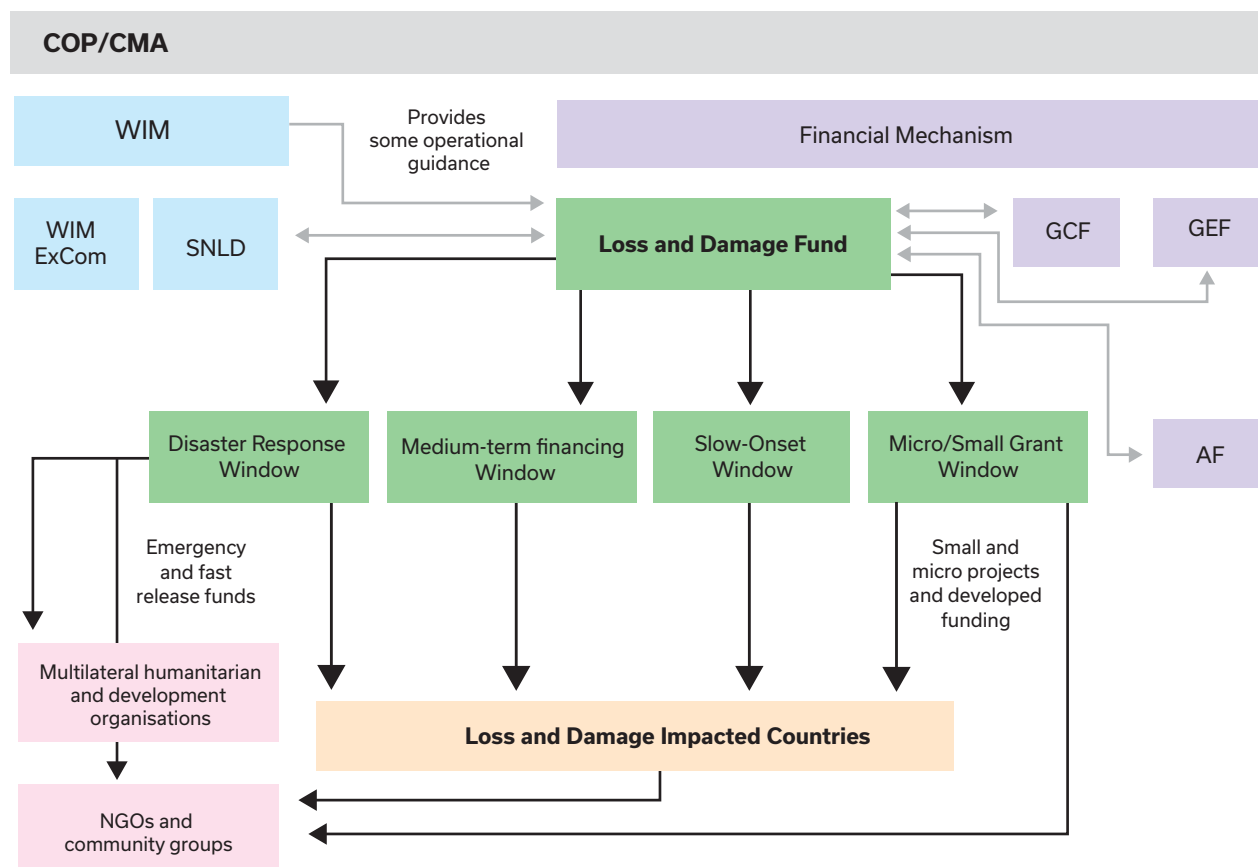 COP/CMA
WIM
Provides
some operational
guidance
Financial Mechanism
WIM
ExCom
SNLD
Loss and Damage Fund
GCF
GEF
Disaster Response
Window
Medium-term financing
Window
Slow-Onset
Window
Micro/Small Grant
Window
AF
Emergency
and fast
release funds
Small and
micro projects
and developed
funding
Multilateral humanitarian
and development
organisations
Loss and Damage Impacted Countries
NGOs and
community groups